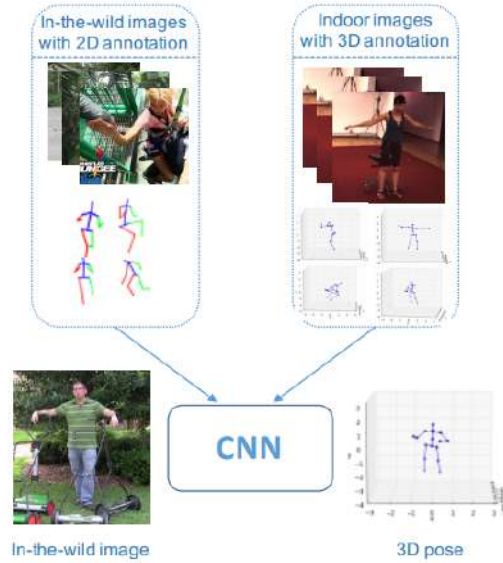 In-the-wild images
with 2D annotation
Indoor images
with 3D annotation
CNN
In-the-wild image
3D pose